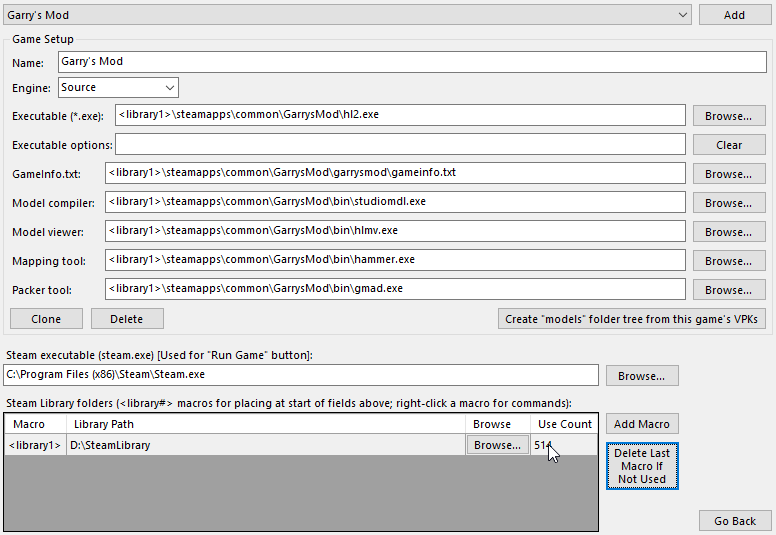 Garry's Mod
Add
Game Setup
Name: Garry's Mod
Engine: Source
Executable (*.exe): <library1>\steamapps\common\GarrysMod\hl2.exe Browse...
Executable options: Clear
GameInfo.txt: <library1>\steamapps\common\GarrysMod\garrysmod\gameinfo.txt Browse...
Model compiler: <library1>\steamapps\common\GarrysMod\bin\studiomdl.exe Browse...
Model viewer: <library1>\steamapps\common\GarrysMod\bin\hlmv.exe Browse...
Mapping tool: <library1>\steamapps\common\GarrysMod\bin\hammer.exe Browse...
Packer tool: <library1>\steamapps\common\GarrysMod\bin\gmad.exe Browse...
Clone Delete Create "models" folder tree from this game's VPKs
Steam executable (steam.exe) [Used for "Run Game" button]:
C:\Program Files (x86)\Steam\Steam.exe Browse...
Steam Library folders (<library#> macros for placing at start of fields above; right-click a macro for commands):
Macro Library Path Browse Use Count Add Macro
<library1> D:\SteamLibrary Browse... 514
Delete Last
Macro If
Not Used
Go Back